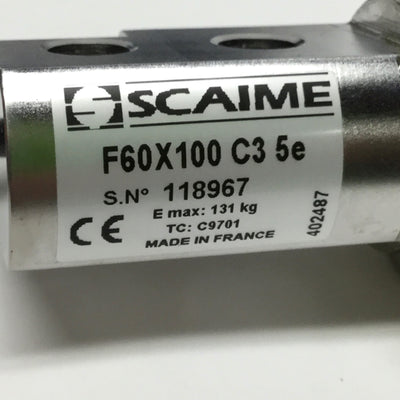 SCAIME
F60X100 C3 5e
S.N° 118967
E max: 131 kg
TC: C9701
MADE IN FRANCE
CE
402487